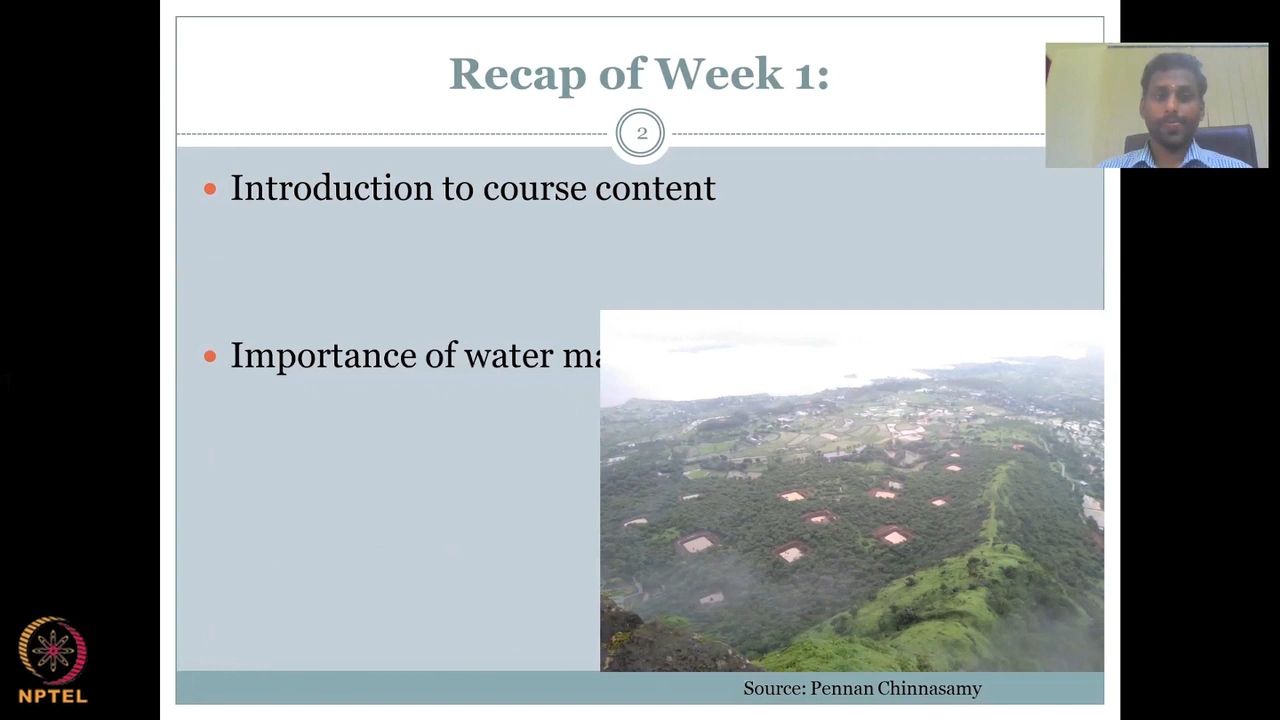 Recap of Week 1:
2
Introduction to course content
Importance of water ma
Source: Pennan Chinnasamy
NPTEL